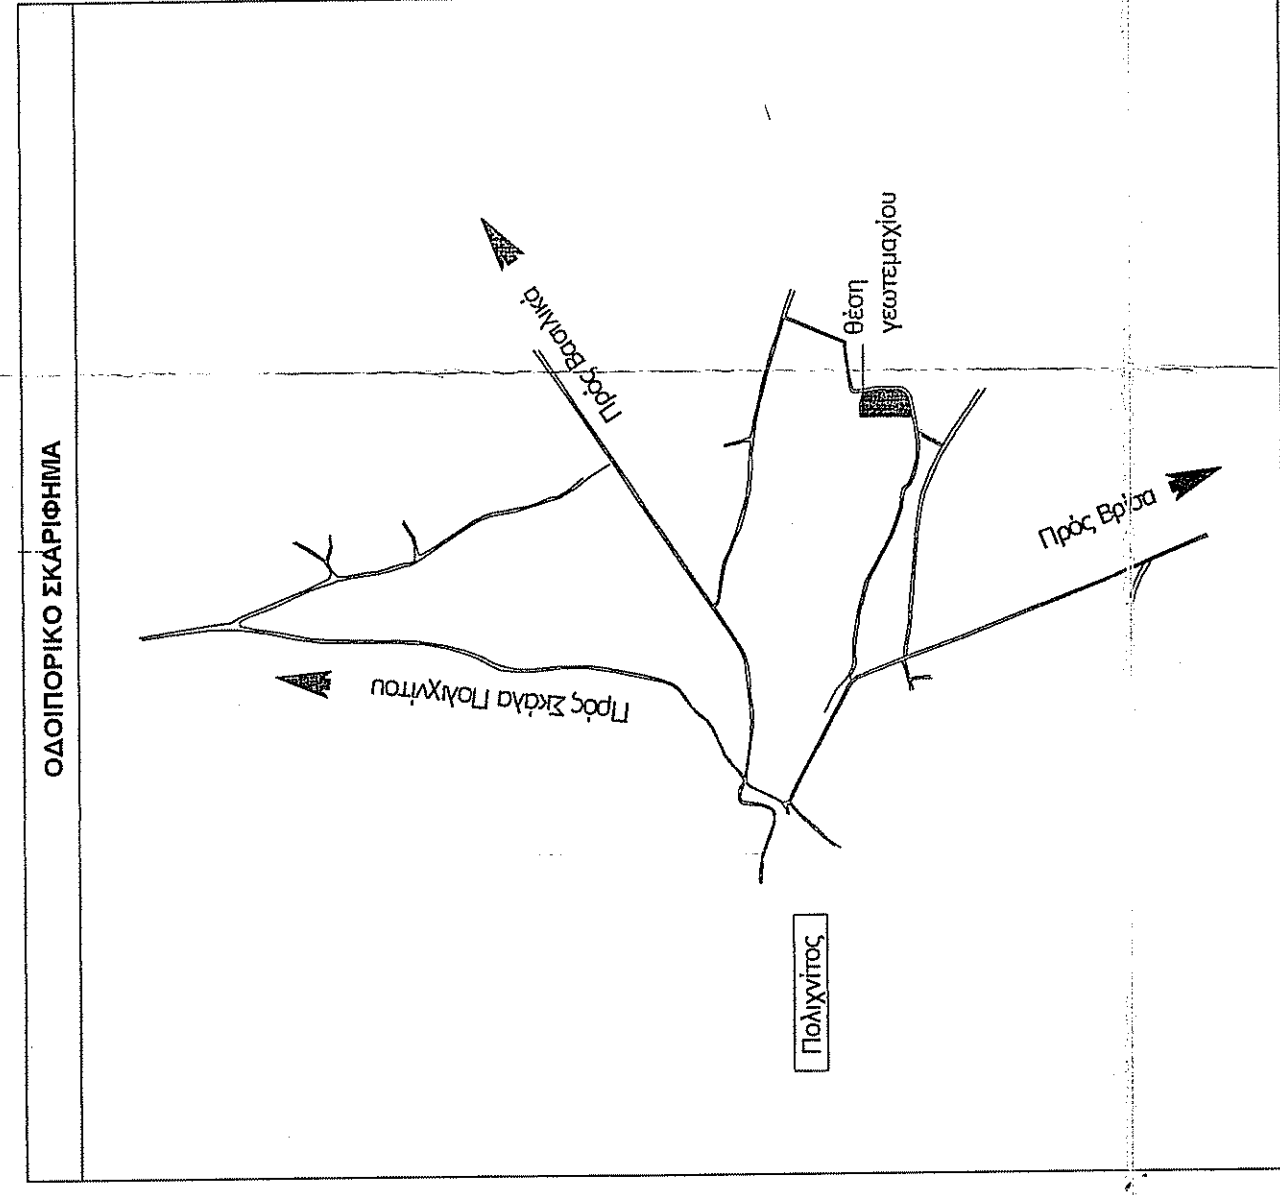 ΟΔΟΙΠΟΡΙΚΟ ΣΚΑΡΙΦΗΜΑ
Πρός Σκάλα Πολιχνίτου
Πρός Βασιλικά
θέση
γεωτεμαχίου
Πρός Βρίσα
Πολιχνίτος